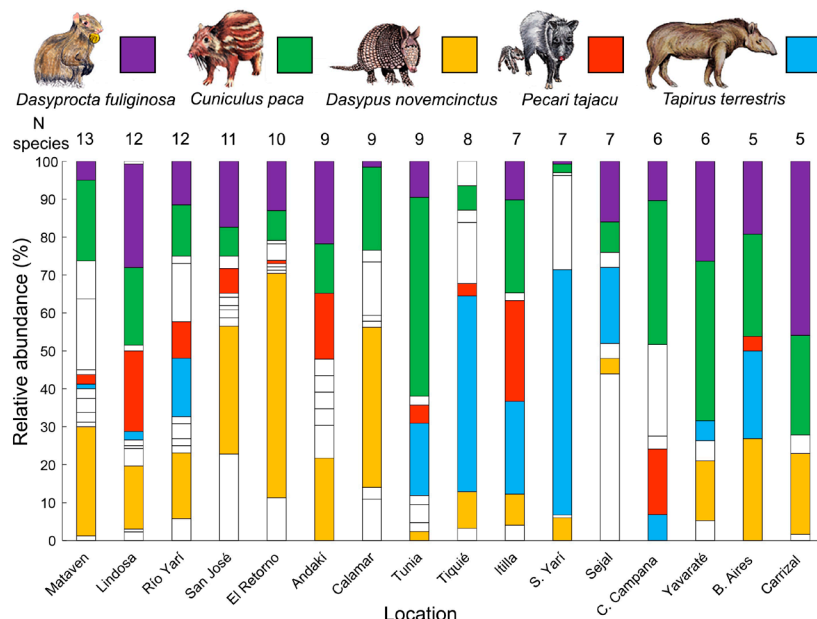 Dasyprocta fuliginosa Cuniculus paca Dasypus novemcinctus Pecari tajacu Tapirus terrestris
N
species
13 12 12 11 10 9 9 9 8 7 7 7 6 6 5 5
Relative abundance (%)
100
90
80
70
60
50
40
30
20
10
0
Mataven Lindosa Río Yarí San José El Retorno Andakí Calamar Tunia Tiquié Itilla S. Yarí Sejal C. Campana Yavaraté B. Aires Carrizal
Location